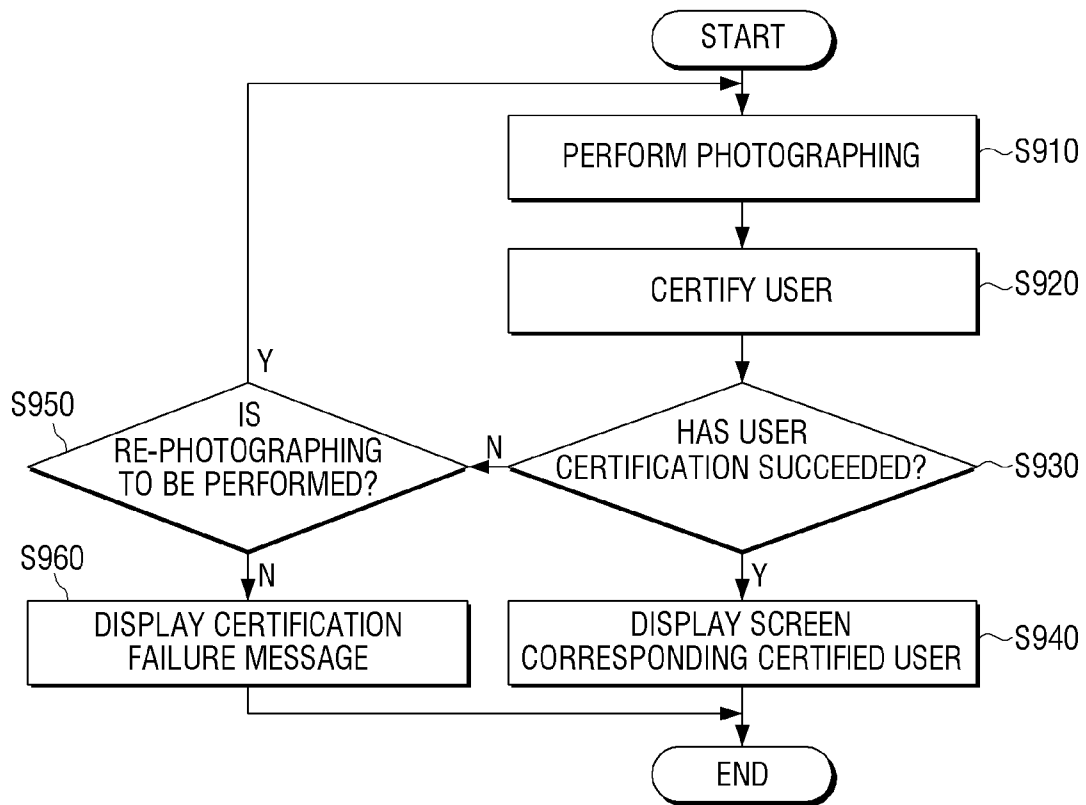 START
PERFORM PHOTOGRAPHING
S910
CERTIFY USER
S920
Y
S950
IS
RE-PHOTOGRAPHING
TO BE PERFORMED?
N
HAS USER
CERTIFICATION SUCCEEDED?
S930
S960
N
Y
DISPLAY CERTIFICATION
FAILURE MESSAGE
DISPLAY SCREEN
CORRESPONDING CERTIFIED USER
S940
END